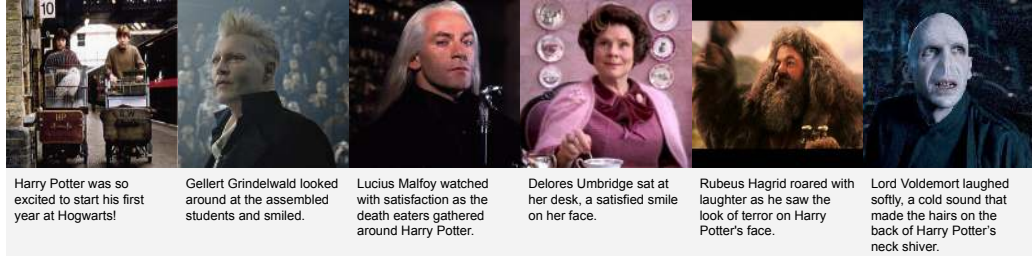 10
HP
Harry Potter was so
excited to start his first
year at Hogwarts!
Gellert Grindelwald looked
around at the assembled
students and smiled.
Lucius Malfoy watched
with satisfaction as the
death eaters gathered
around Harry Potter.
Delores Umbridge sat at
her desk, a satisfied smile
on her face.
Rubeus Hagrid roared with
laughter as he saw the
look of terror on Harry
Potter's face.
Lord Voldemort laughed
softly, a cold sound that
made the hairs on the
back of Harry Potter’s
neck shiver.